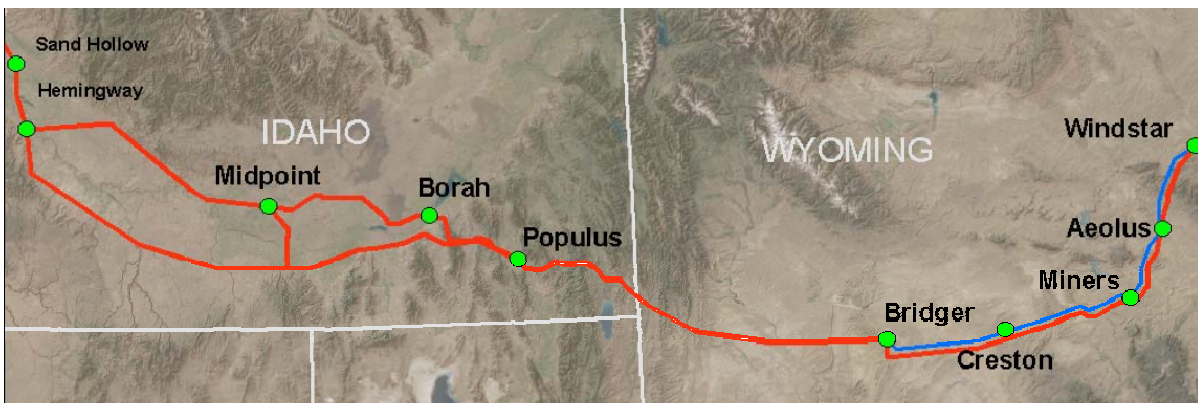 Sand Hollow
Hemingway
IDAHO
WYOMING
Windstar
Midpoint
Borah
Populus
Aeolus
Miners
Bridger
Creston